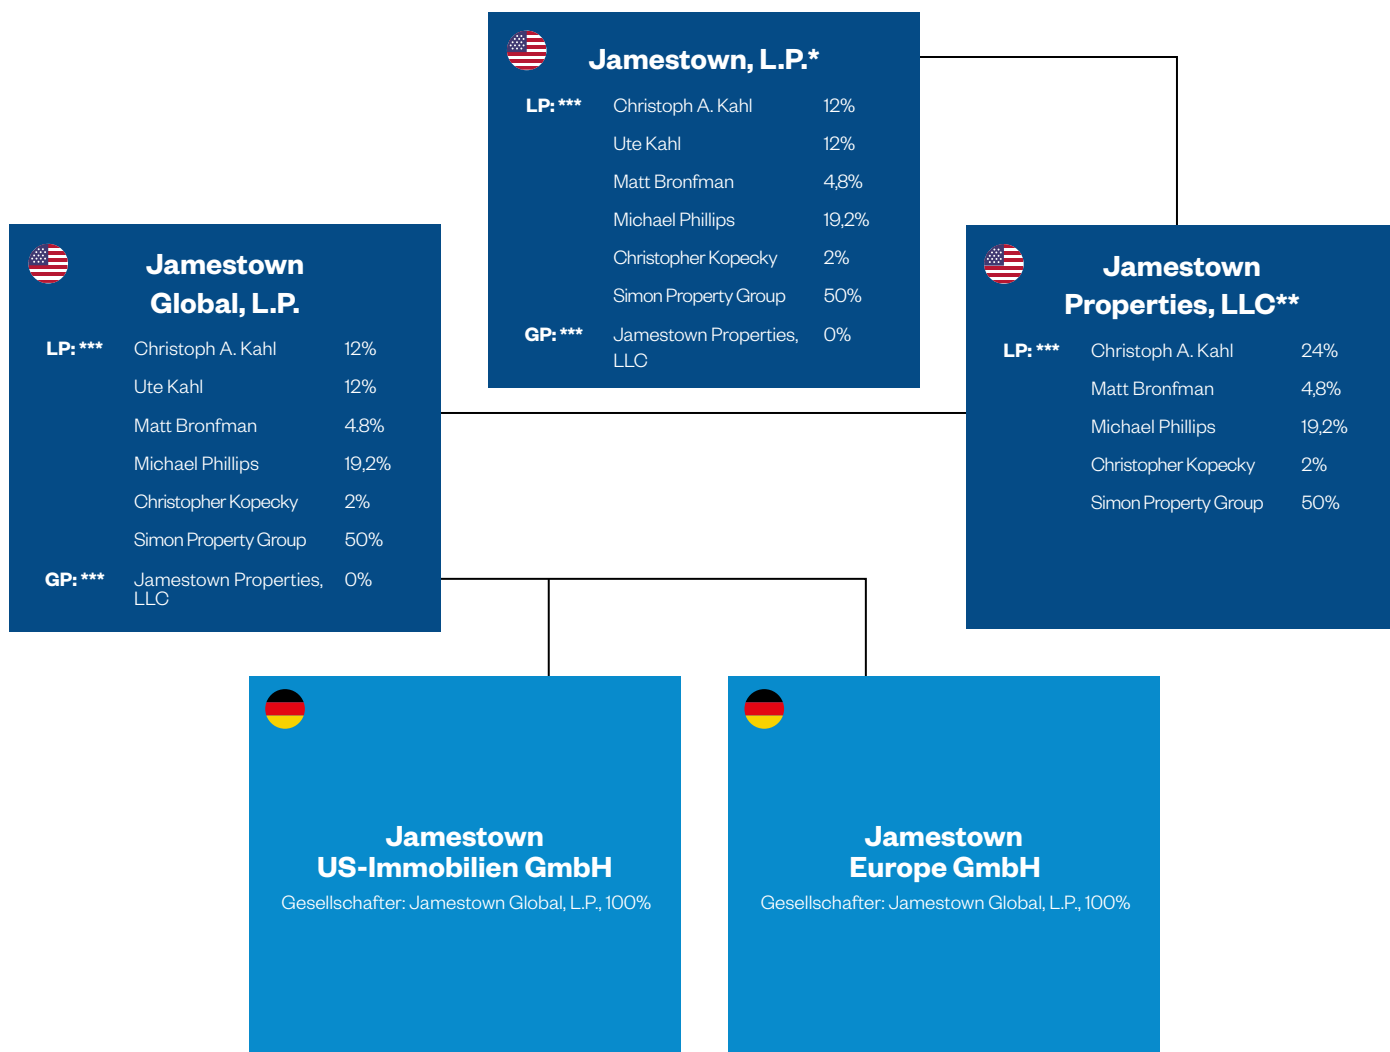 Jamestown, L.P.*
LP: *** Christoph A. Kahl 12%
Ute Kahl 12%
Matt Bronfman 4,8%
Michael Phillips 19,2%
Christopher Kopecky 2%
Simon Property Group 50%
GP: *** Jamestown Properties, 0%
LLC
Jamestown
Global, L.P.
LP: *** Christoph A. Kahl 12%
Ute Kahl 12%
Matt Bronfman 4.8%
Michael Phillips 19,2%
Christopher Kopecky 2%
Simon Property Group 50%
GP: *** Jamestown Properties, 0%
LLC
Jamestown
Properties, LLC**
LP: *** Christoph A. Kahl 24%
Matt Bronfman 4,8%
Michael Phillips 19,2%
Christopher Kopecky 2%
Simon Property Group 50%
Jamestown
US-Immobilien GmbH
Gesellschafter: Jamestown Global, L.P., 100%
Jamestown
Europe GmbH
Gesellschafter: Jamestown Global, L.P., 100%